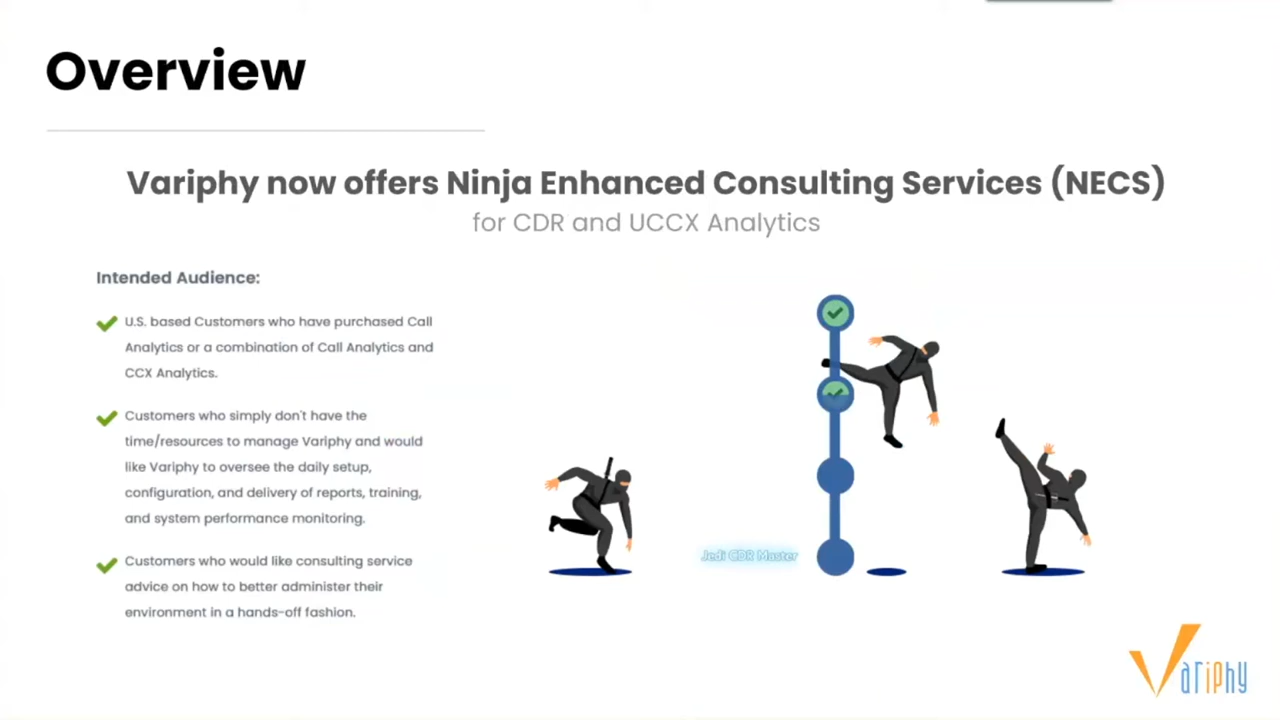 Overview
Variphy now offers Ninja Enhanced Consulting Services (NECS)
for CDR and UCCX Analytics
Intended Audience:
U.S. based Customers who have purchased Call
Analytics or a combination of Call Analytics and
CCX Analytics.
Customers who simply don't have the
time/resources to manage Variphy and would
like Variphy to oversee the daily setup,
configuration, and delivery of reports, training,
and system performance monitoring.
Customers who would like consulting service
advice on how to better administer their
environment in a hands-off fashion.
Jedi CDR Master
Variphy